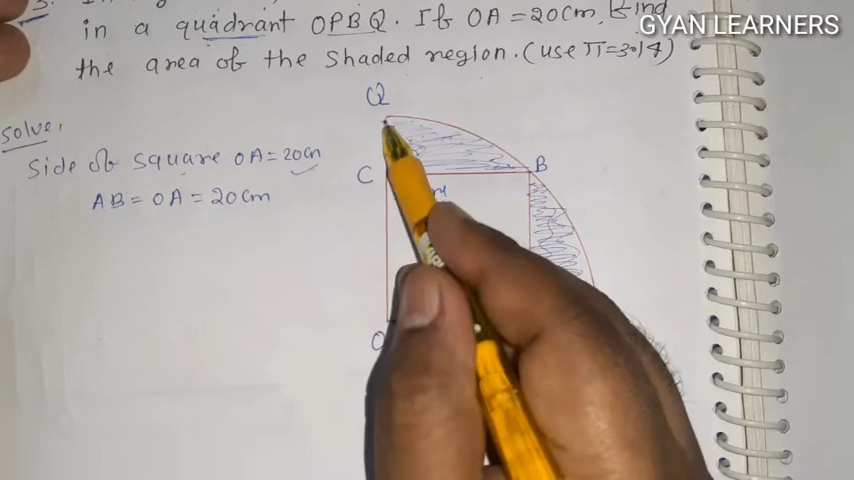 in a quadrant OPBQ. If OA = 20cm, find
GYAN LEARNERS
the area of the shaded region. (use π=3.14)
Q
Solve,
Side of square OA = 20cm
B
C
AB = OA = 20cm
O